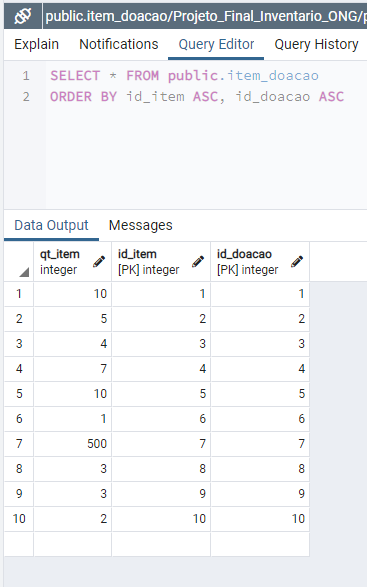 public.item_doacao/Projeto_Final_Inventario_ONG/
Explain Notifications Query Editor Query History
1 SELECT * FROM public.item_doacao
2 ORDER BY id_item ASC, id_doacao ASC
Data Output Messages
qt_item id_item id_doacao
integer [PK] integer [PK] integer
1 10 1 1
2 5 2 2
3 4 3 3
4 7 4 4
5 10 5 5
6 1 6 6
7 500 7 7
8 3 8 8
9 3 9 9
10 2 10 10